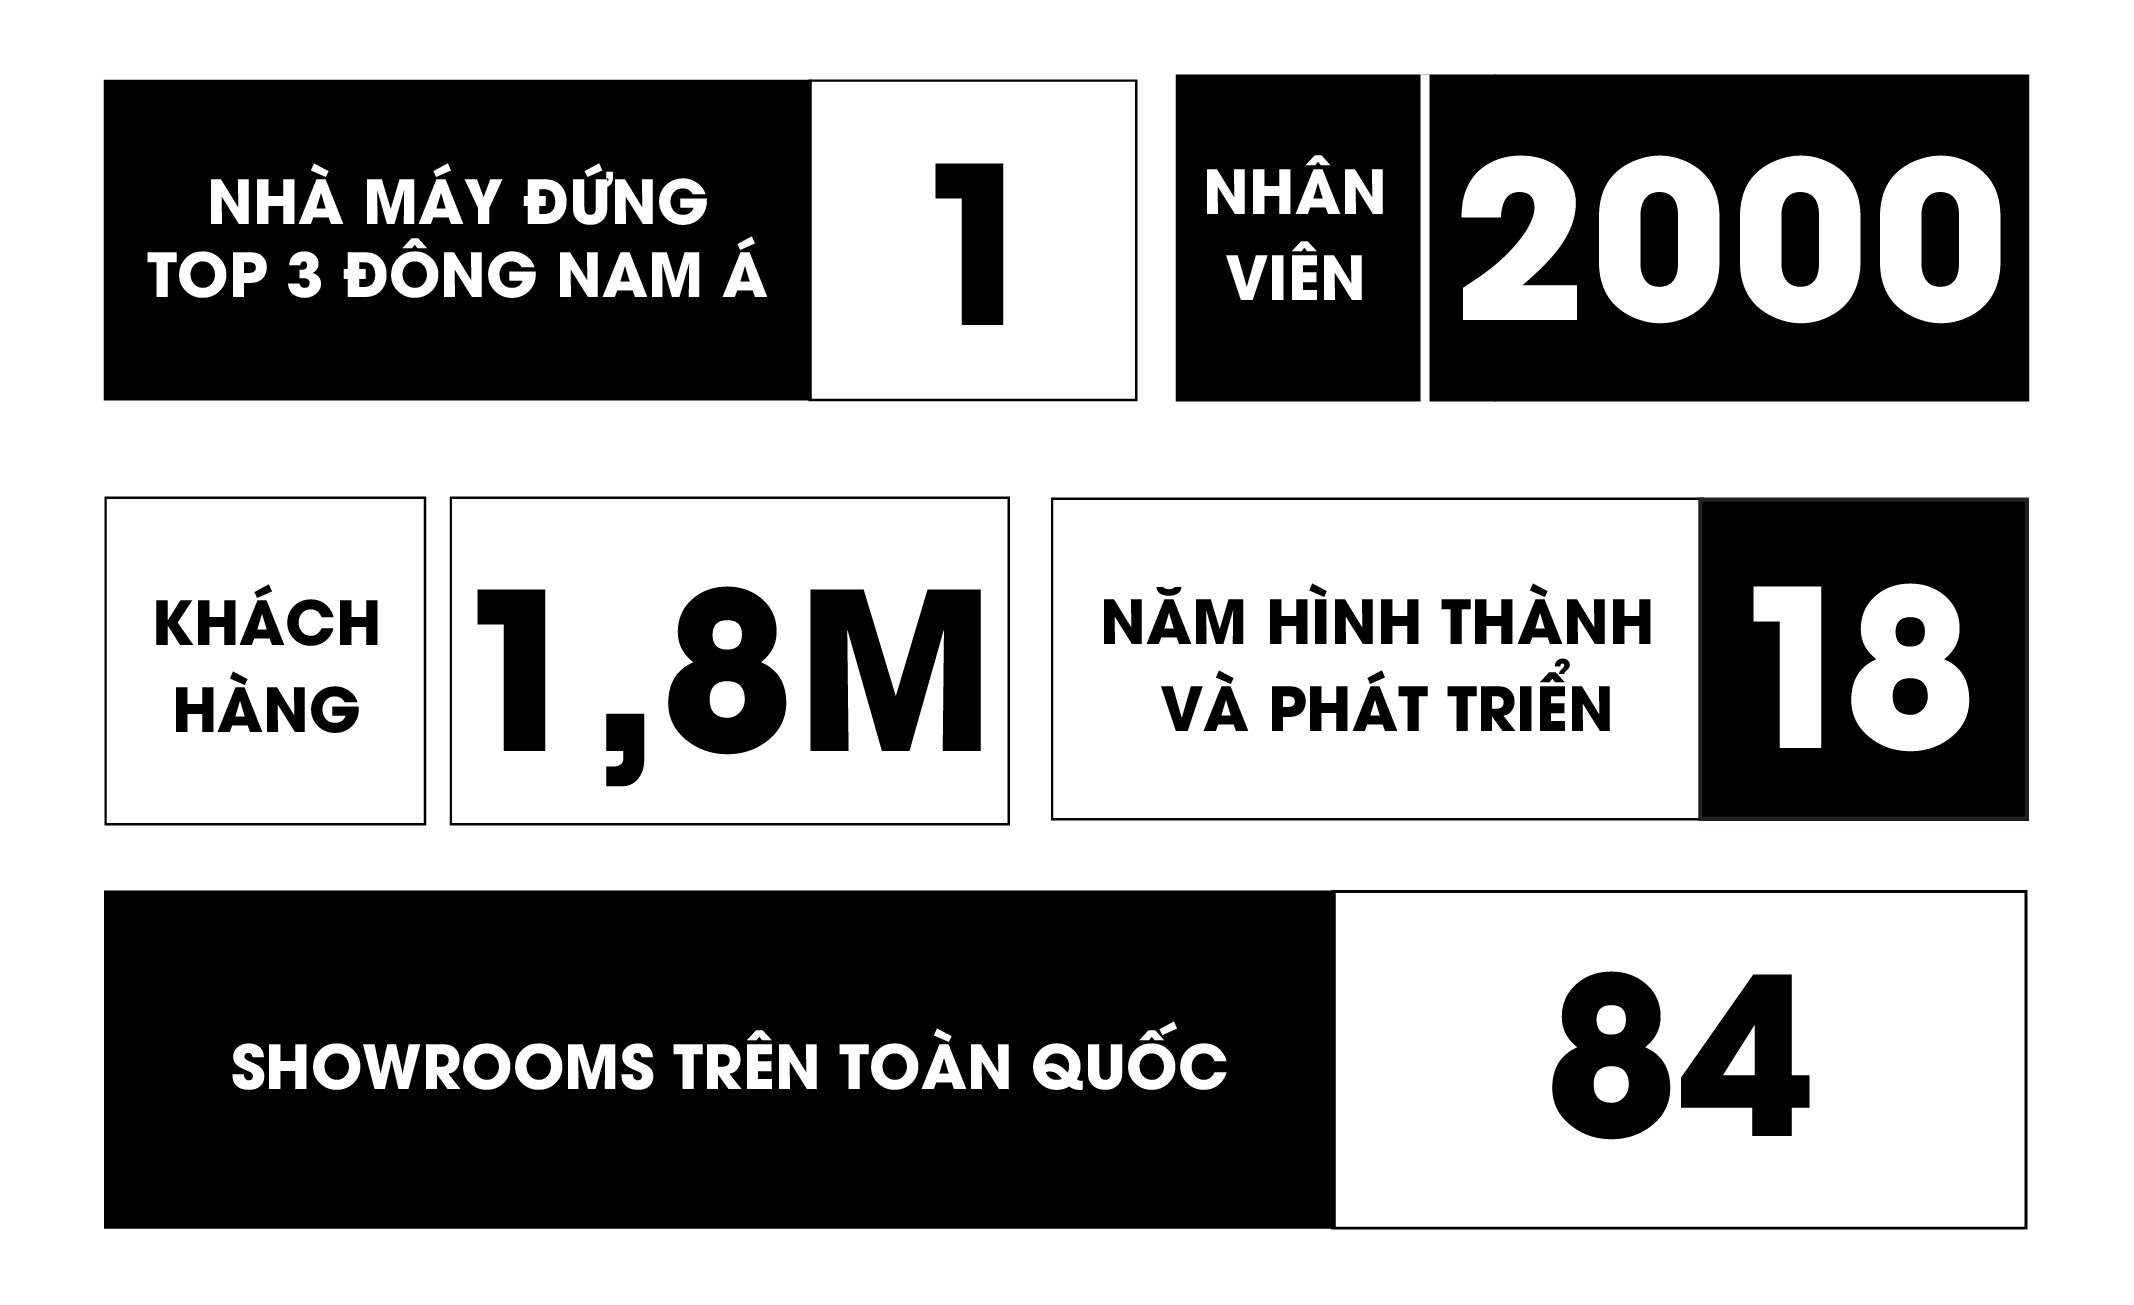 NHÀ MÁY ĐỨNG
TOP 3 ĐÔNG NAM Á
1
NHÂN
VIÊN
2000
KHÁCH
HÀNG
1,8M
NĂM HÌNH THÀNH
VÀ PHÁT TRIỂN
18
SHOWROOMS TRÊN TOÀN QUỐC
84